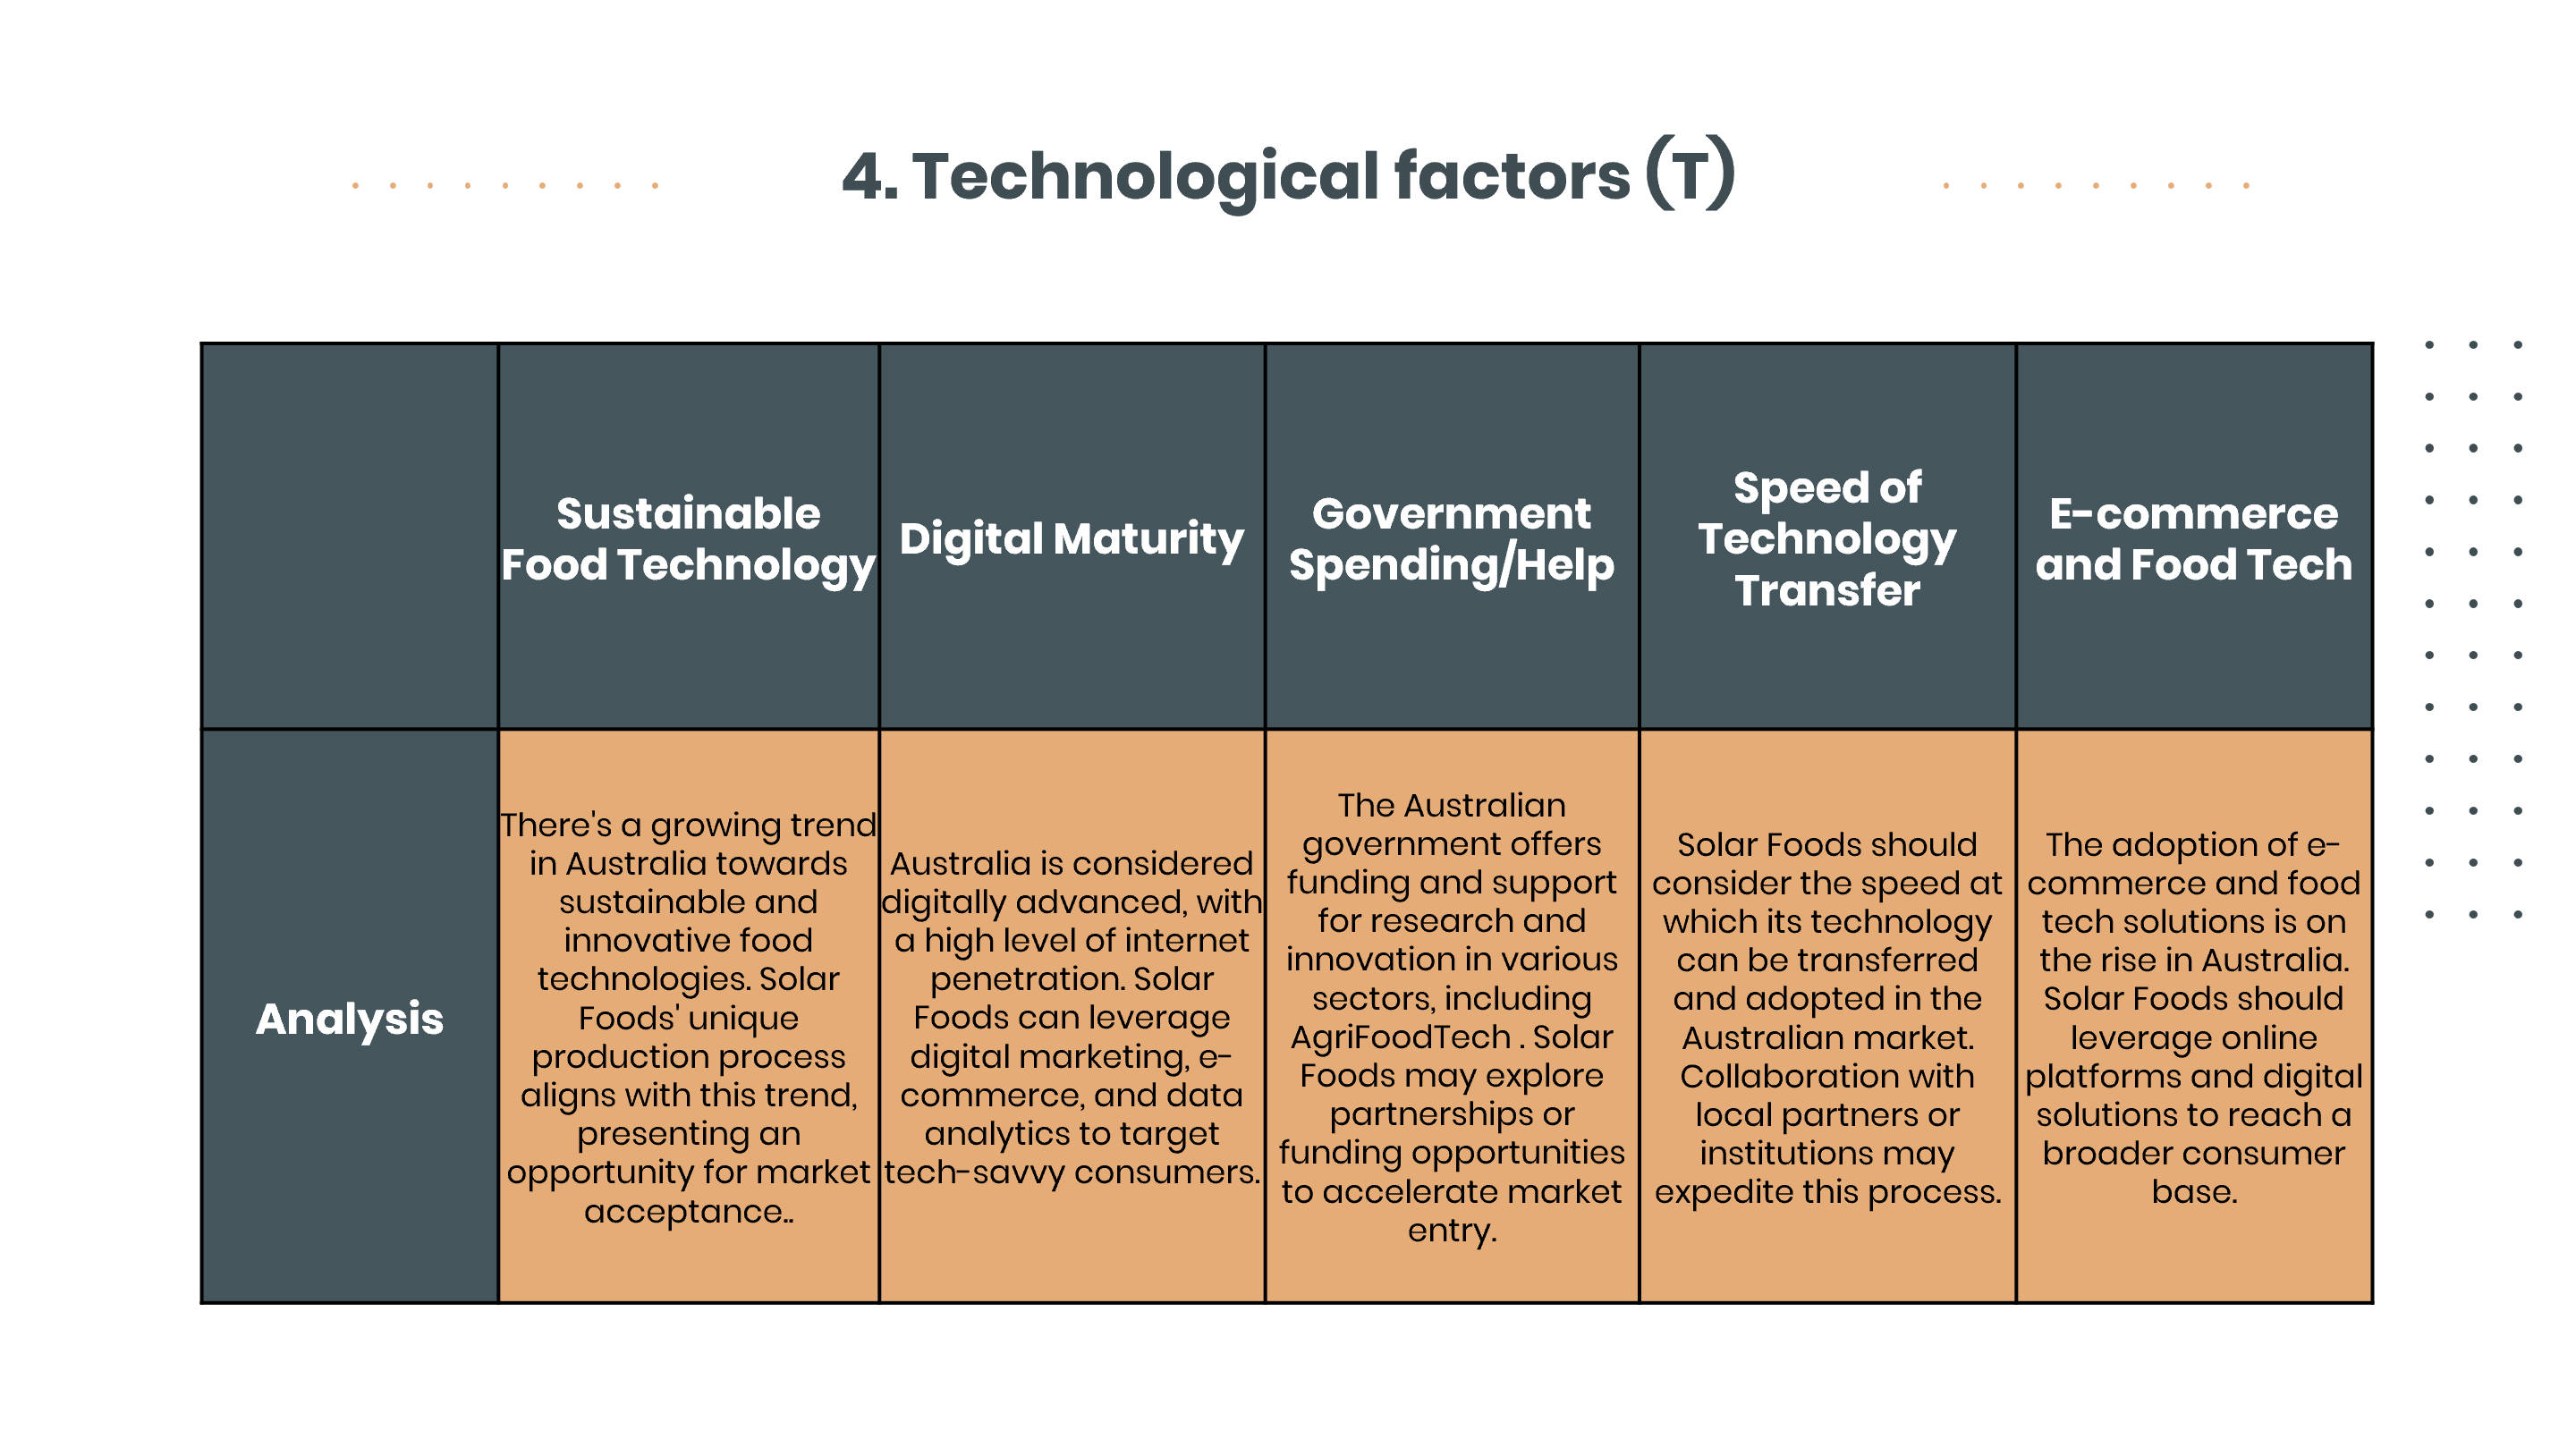 4. Technological factors (T)
Sustainable
Food Technology
Digital Maturity
Government
Spending/Help
Speed of
Technology
Transfer
E-commerce
and Food Tech
Analysis
There's a growing trend
in Australia towards
sustainable and
innovative food
technologies. Solar
Foods' unique
production process
aligns with this trend,
presenting an
opportunity for market
acceptance..
Australia is considered
digitally advanced, with
a high level of internet
penetration. Solar
Foods can leverage
digital marketing, e-
commerce, and data
analytics to target
tech-savvy consumers.
The Australian
government offers
funding and support
for research and
innovation in various
sectors, including
AgriFoodTech . Solar
Foods may explore
partnerships or
funding opportunities
to accelerate market
entry.
Solar Foods should
consider the speed at
which its technology
can be transferred
and adopted in the
Australian market.
Collaboration with
local partners or
institutions may
expedite this process.
The adoption of e-
commerce and food
tech solutions is on
the rise in Australia.
Solar Foods should
leverage online
platforms and digital
solutions to reach a
broader consumer
base.